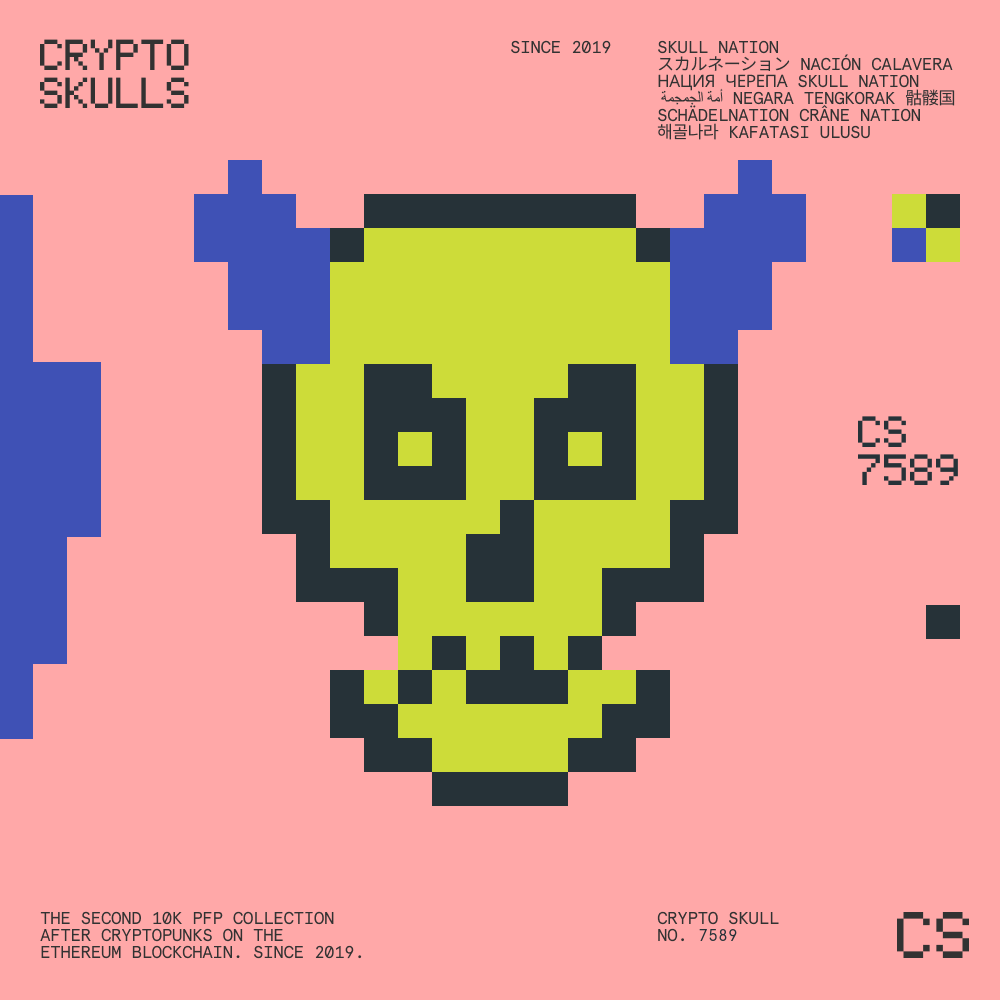 CRYPTO
SKULLS
SINCE 2019
SKULL NATION
スカルネーション NACIÓN CALAVERA
НАЦИЯ ЧЕРЕПА SKULL NATION
أمة الجمجمة NEGARA TENGKORAK 骷髅国
SCHÄDELNATION CRÂNE NATION
해골나라 KAFATASI ULUSU
CS
7589
THE SECOND 10K PFP COLLECTION
AFTER CRYPTOPUNKS ON THE
ETHEREUM BLOCKCHAIN. SINCE 2019.
CRYPTO SKULL
NO. 7589
CS